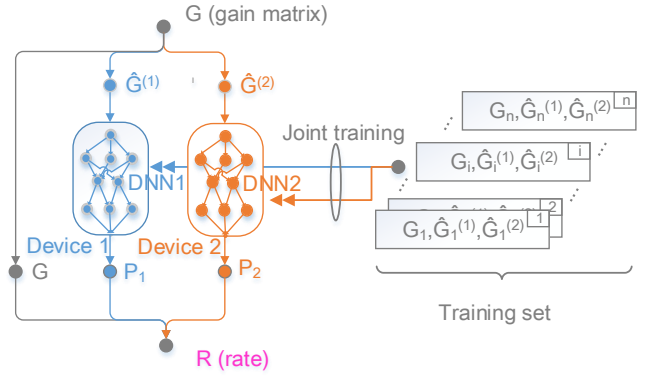 G (gain matrix)
Ĝ⁽¹⁾
Ĝ⁽²⁾
Joint training
DNN1
DNN2
Device 1
Device 2
G
P₁
P₂
R (rate)
Gₙ,Ĝₙ⁽¹⁾,Ĝₙ⁽²⁾
n
Gᵢ,Ĝᵢ⁽¹⁾,Ĝᵢ⁽²⁾
i
2
G₁,Ĝ₁⁽¹⁾,Ĝ₁⁽²⁾
1
Training set